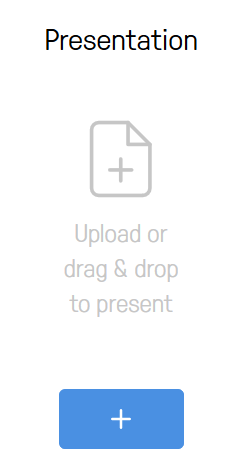 Presentation
Upload or
drag & drop
to present